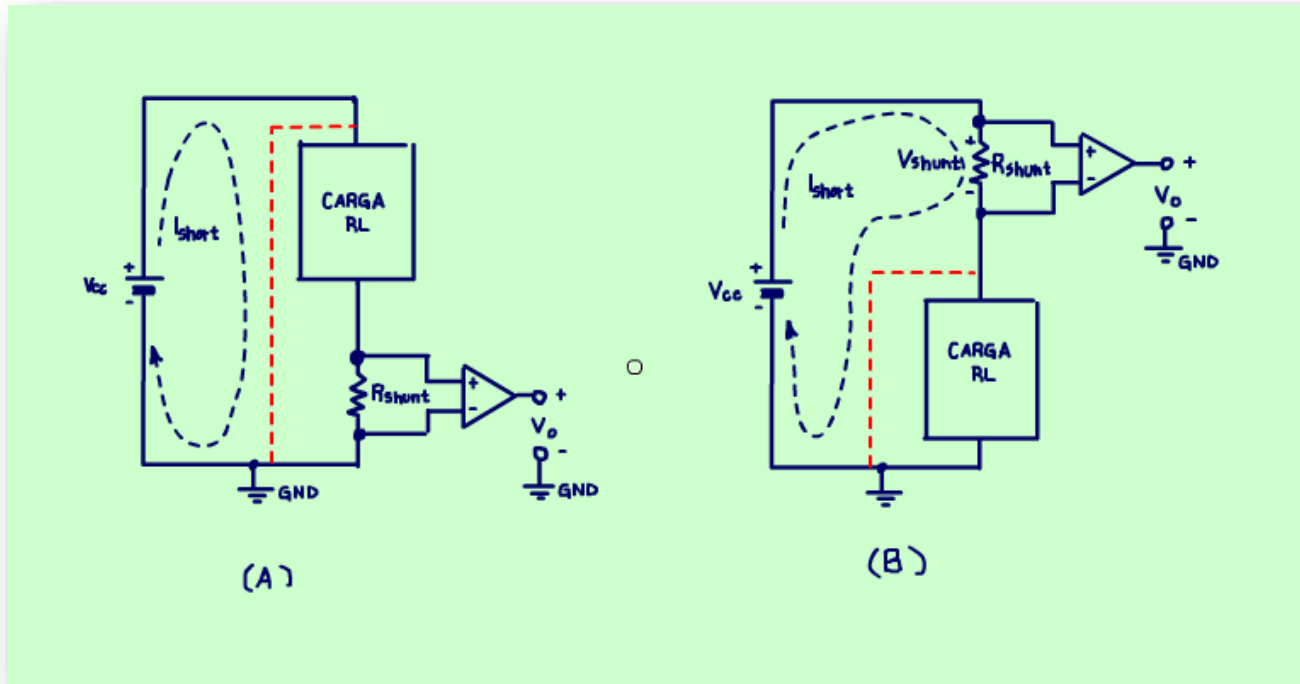 Ishort
CARGA
RL
+
Vcc
-
Rshunt
+
-
+
Vo
-
GND
GND
(A)
Ishort
+
Vshunt
-
Rshunt
+
-
+
Vo
-
GND
+
Vcc
-
CARGA
RL
(B)